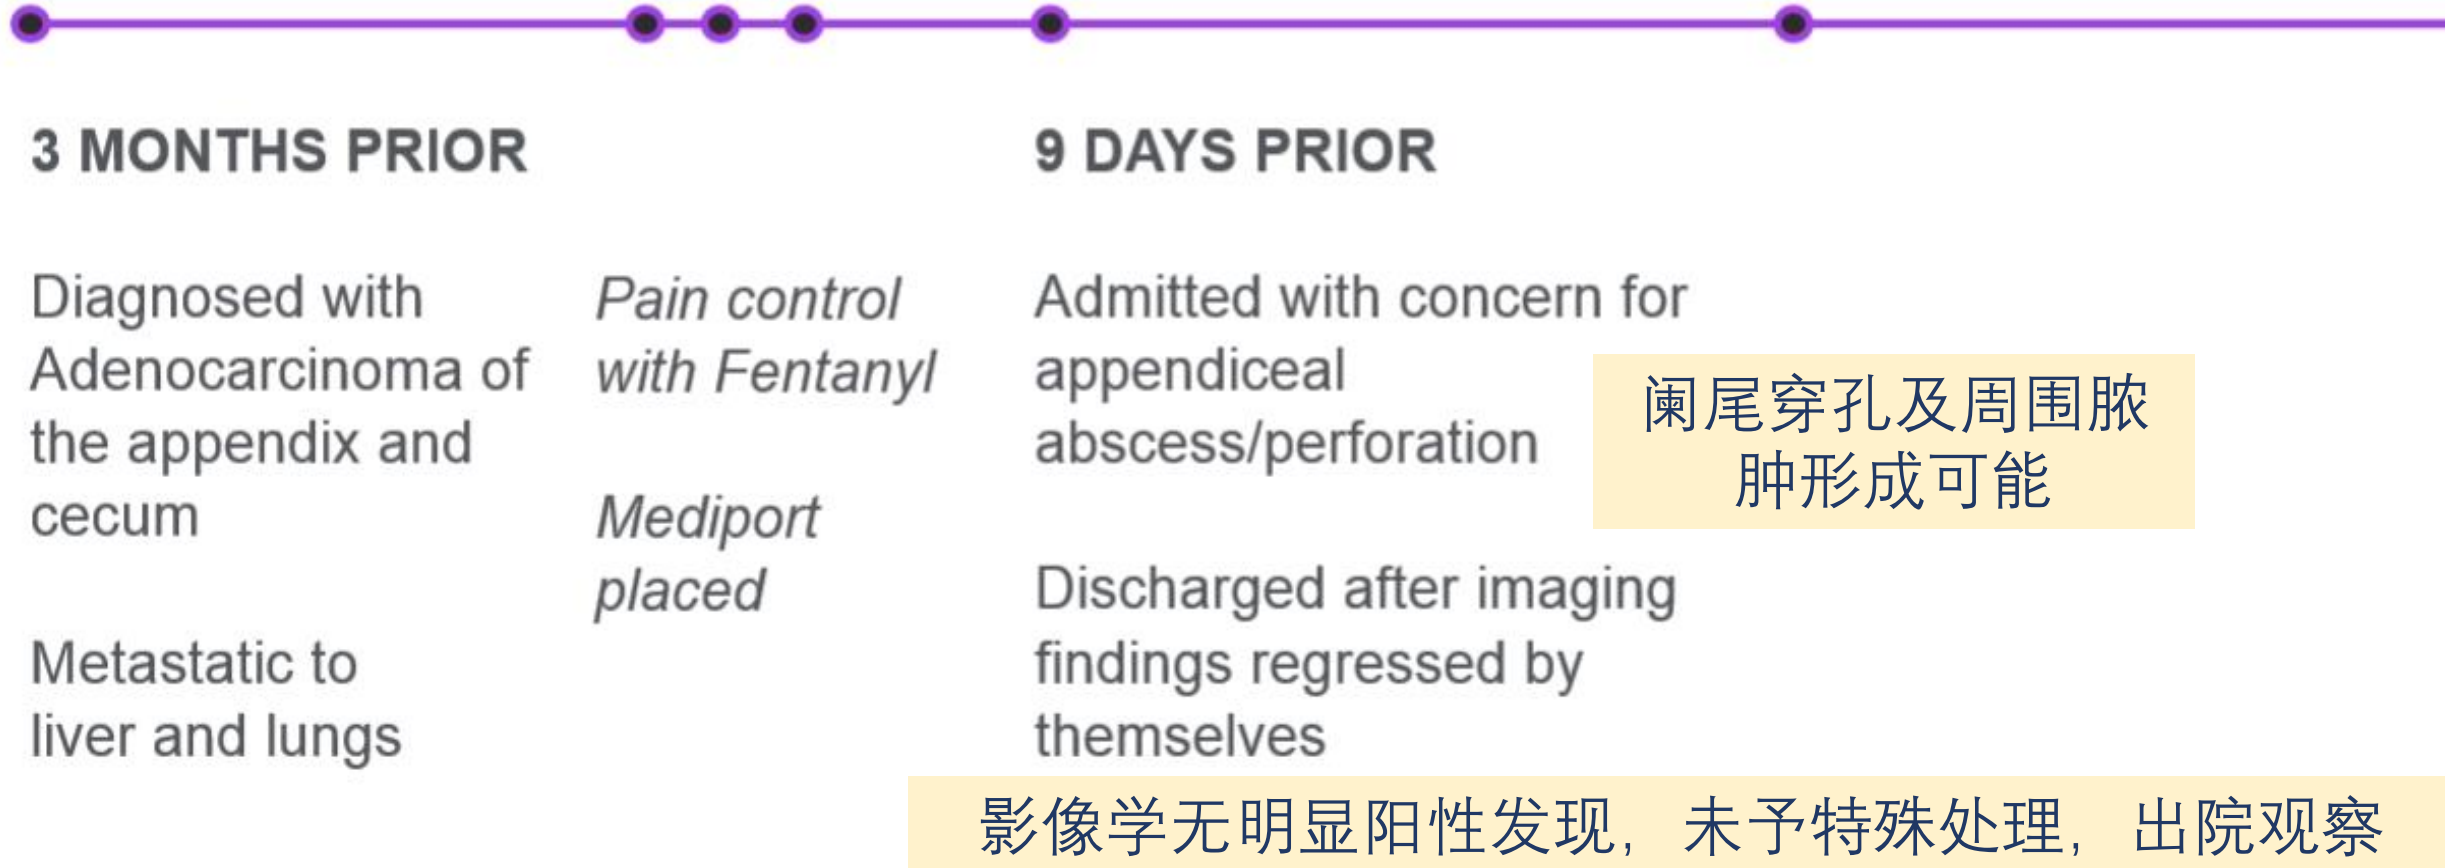 3 MONTHS PRIOR
Diagnosed with
Adenocarcinoma of
the appendix and
cecum
Metastatic to
liver and lungs
Pain control
with Fentanyl
Mediport
placed
9 DAYS PRIOR
Admitted with concern for
appendiceal
abscess/perforation
阑尾穿孔及周围脓
肿形成可能
Discharged after imaging
findings regressed by
themselves
影像学无明显阳性发现，未予特殊处理，出院观察